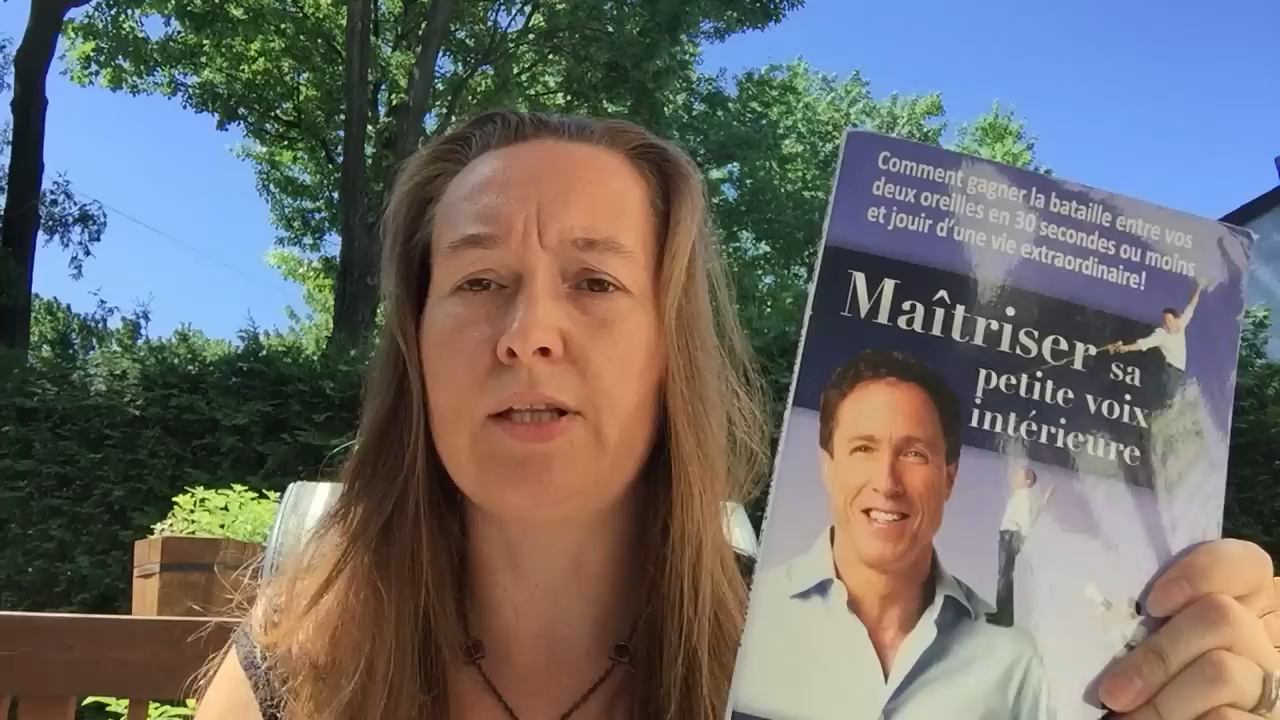 Comment gagner la bataille entre vos
deux oreilles en 30 secondes ou moins
et jouir d'une vie extraordinaire!
Maîtriser sa
petite voix
intérieure